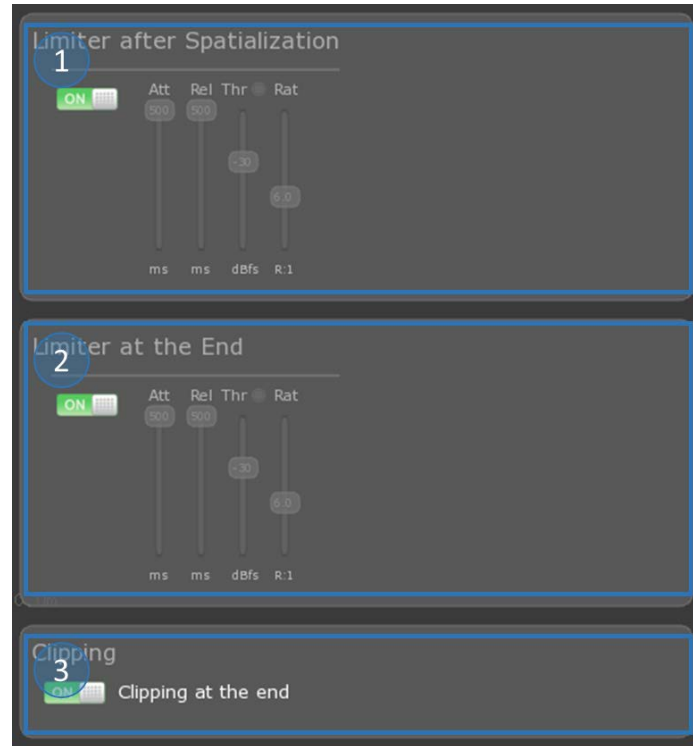 Limiter after Spatialization
1
ON
Att Rel Thr Rat
500 500
-30
6.0
ms ms dBfs R:1
Limiter at the End
2
ON
Att Rel Thr Rat
500 500
-30
6.0
ms ms dBfs R:1
Clipping
3
ON Clipping at the end